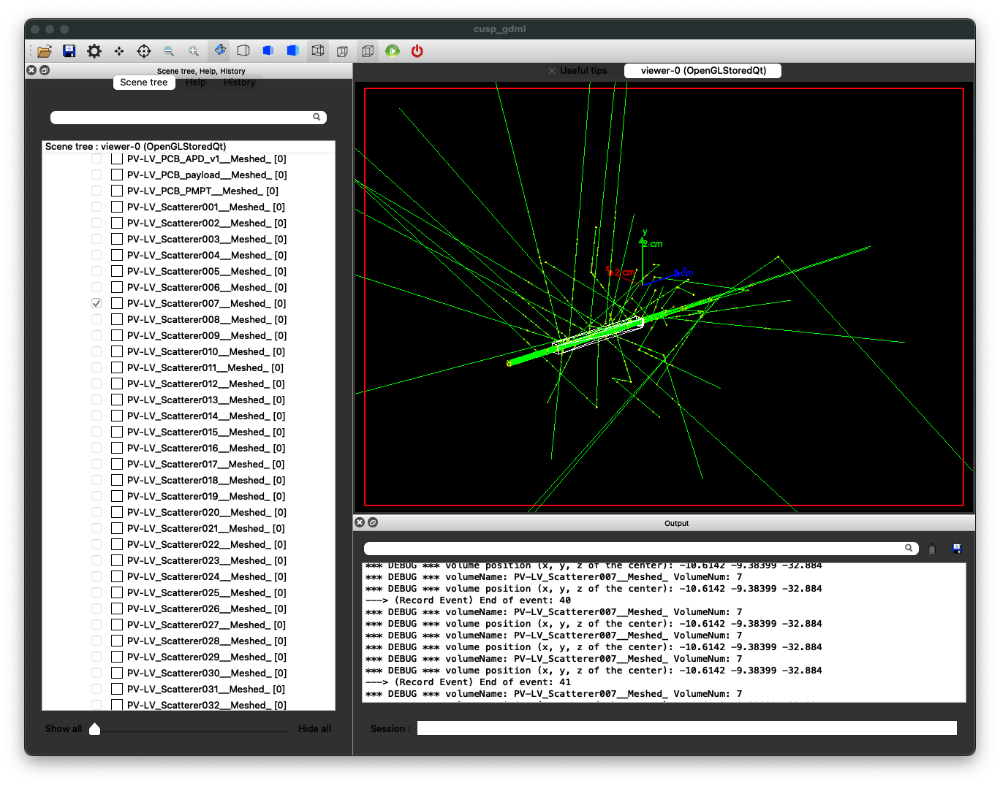 cusp_gdml
Scene tree, Help, History
Scene tree
Help
History
Scene tree : viewer-0 (OpenGLStoredQt)
PV-LV_PCB_APD_v1__Meshed_ [0]
PV-LV_PCB_payload__Meshed_ [0]
PV-LV_PCB_PMPT__Meshed_ [0]
PV-LV_Scatterer001__Meshed_ [0]
PV-LV_Scatterer002__Meshed_ [0]
PV-LV_Scatterer003__Meshed_ [0]
PV-LV_Scatterer004__Meshed_ [0]
PV-LV_Scatterer005__Meshed_ [0]
PV-LV_Scatterer006__Meshed_ [0]
PV-LV_Scatterer007__Meshed_ [0]
PV-LV_Scatterer008__Meshed_ [0]
PV-LV_Scatterer009__Meshed_ [0]
PV-LV_Scatterer010__Meshed_ [0]
PV-LV_Scatterer011__Meshed_ [0]
PV-LV_Scatterer012__Meshed_ [0]
PV-LV_Scatterer013__Meshed_ [0]
PV-LV_Scatterer014__Meshed_ [0]
PV-LV_Scatterer015__Meshed_ [0]
PV-LV_Scatterer016__Meshed_ [0]
PV-LV_Scatterer017__Meshed_ [0]
PV-LV_Scatterer018__Meshed_ [0]
PV-LV_Scatterer019__Meshed_ [0]
PV-LV_Scatterer020__Meshed_ [0]
PV-LV_Scatterer021__Meshed_ [0]
PV-LV_Scatterer022__Meshed_ [0]
PV-LV_Scatterer023__Meshed_ [0]
PV-LV_Scatterer024__Meshed_ [0]
PV-LV_Scatterer025__Meshed_ [0]
PV-LV_Scatterer026__Meshed_ [0]
PV-LV_Scatterer027__Meshed_ [0]
PV-LV_Scatterer028__Meshed_ [0]
PV-LV_Scatterer029__Meshed_ [0]
PV-LV_Scatterer030__Meshed_ [0]
PV-LV_Scatterer031__Meshed_ [0]
PV-LV_Scatterer032__Meshed_ [0]
Show all
Hide all
Useful tips
viewer-0 (OpenGLStoredQt)
y
2 cm
x
2 cm
z
2 cm
Output
*** DEBUG *** volume position (x, y, z of the center): -10.6142 -9.38399 -32.884
*** DEBUG *** volumeName: PV-LV_Scatterer007__Meshed_ VolumeNum: 7
*** DEBUG *** volume position (x, y, z of the center): -10.6142 -9.38399 -32.884
---> (Record Event) End of event: 40
*** DEBUG *** volumeName: PV-LV_Scatterer007__Meshed_ VolumeNum: 7
*** DEBUG *** volume position (x, y, z of the center): -10.6142 -9.38399 -32.884
*** DEBUG *** volumeName: PV-LV_Scatterer007__Meshed_ VolumeNum: 7
*** DEBUG *** volume position (x, y, z of the center): -10.6142 -9.38399 -32.884
*** DEBUG *** volumeName: PV-LV_Scatterer007__Meshed_ VolumeNum: 7
*** DEBUG *** volume position (x, y, z of the center): -10.6142 -9.38399 -32.884
---> (Record Event) End of event: 41
*** DEBUG *** volumeName: PV-LV_Scatterer007__Meshed_ VolumeNum: 7
Session :